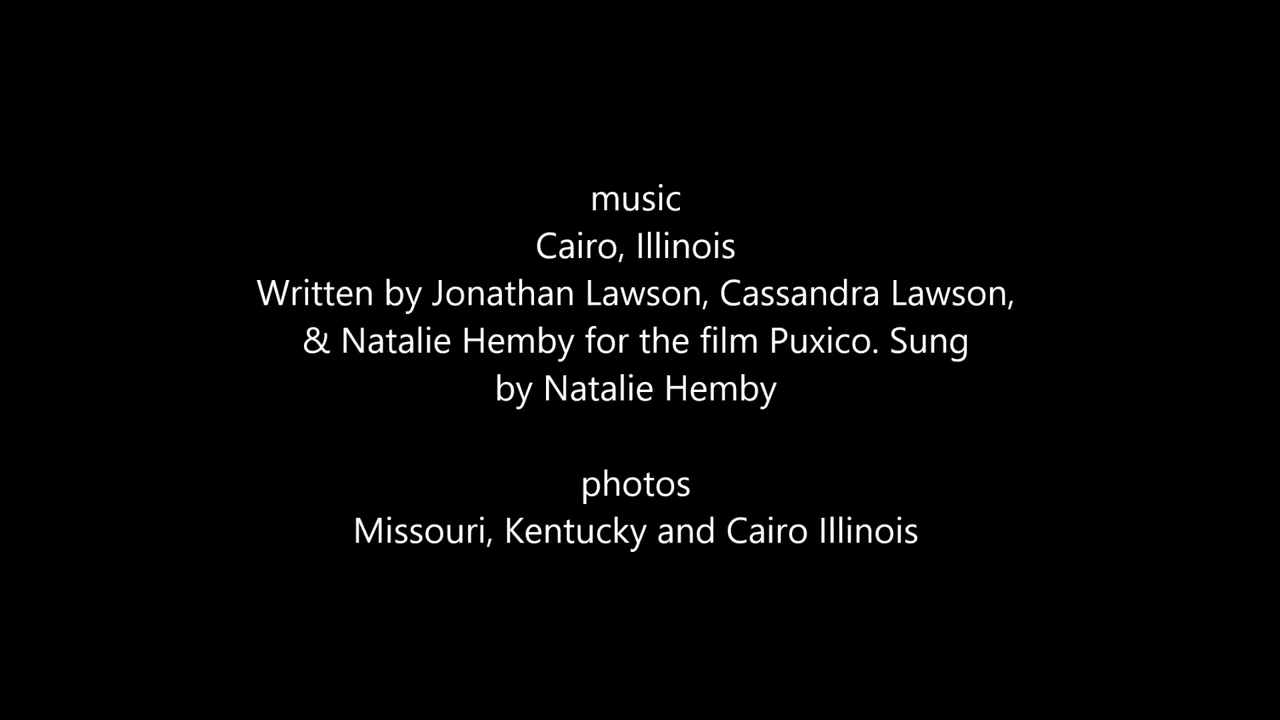 music
Cairo, Illinois
Written by Jonathan Lawson, Cassandra Lawson,
& Natalie Hemby for the film Puxico. Sung
by Natalie Hemby
photos
Missouri, Kentucky and Cairo Illinois